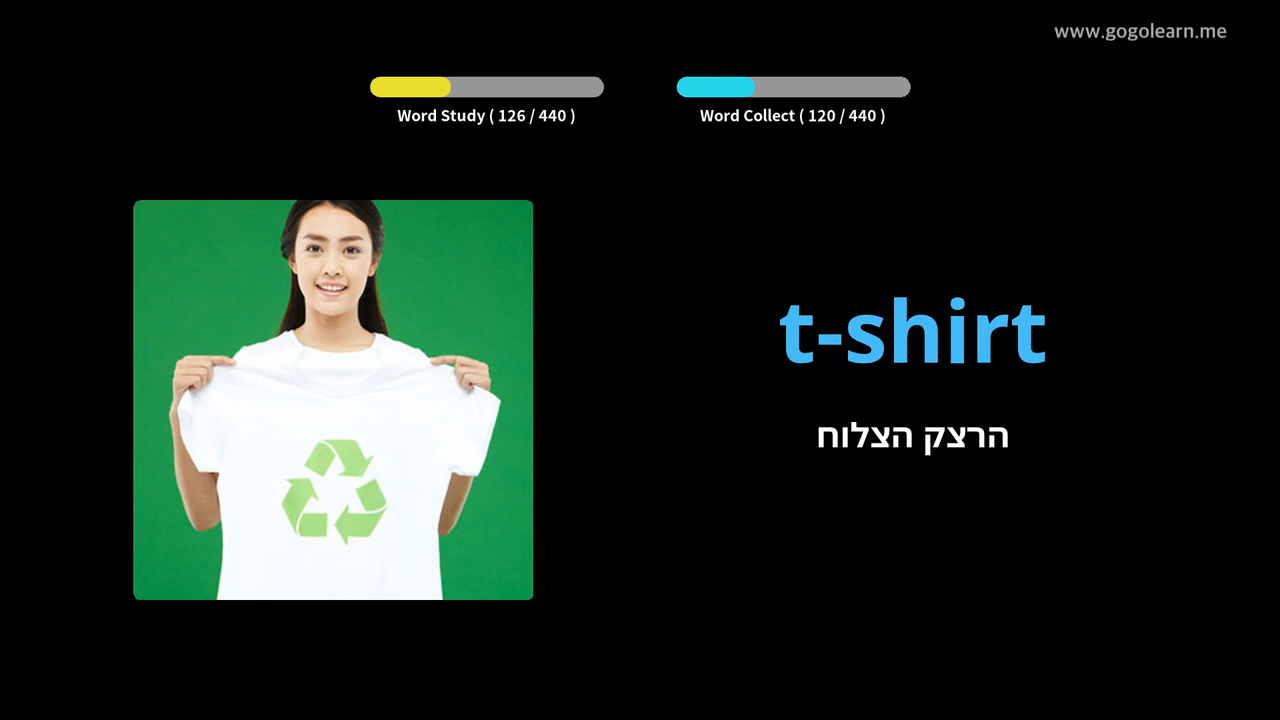 www.gogolearn.me
Word Study ( 126 / 440 )
Word Collect ( 120 / 440 )
t-shirt
הרצק הצלוח